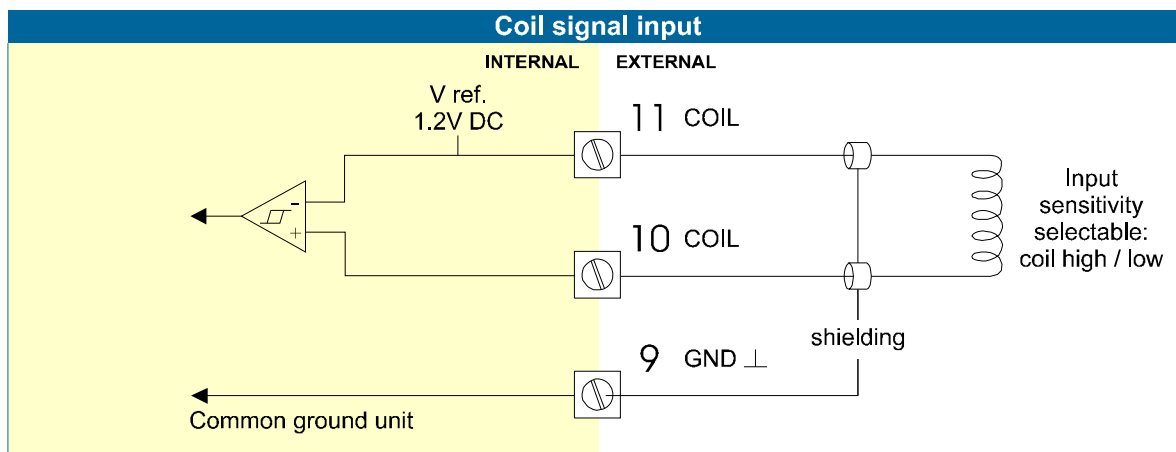 Coil signal input
INTERNAL EXTERNAL
V ref.
1.2V DC
11 COIL
-
+
10 COIL
Input
sensitivity
selectable:
coil high / low
shielding
9 GND ⊥
Common ground unit